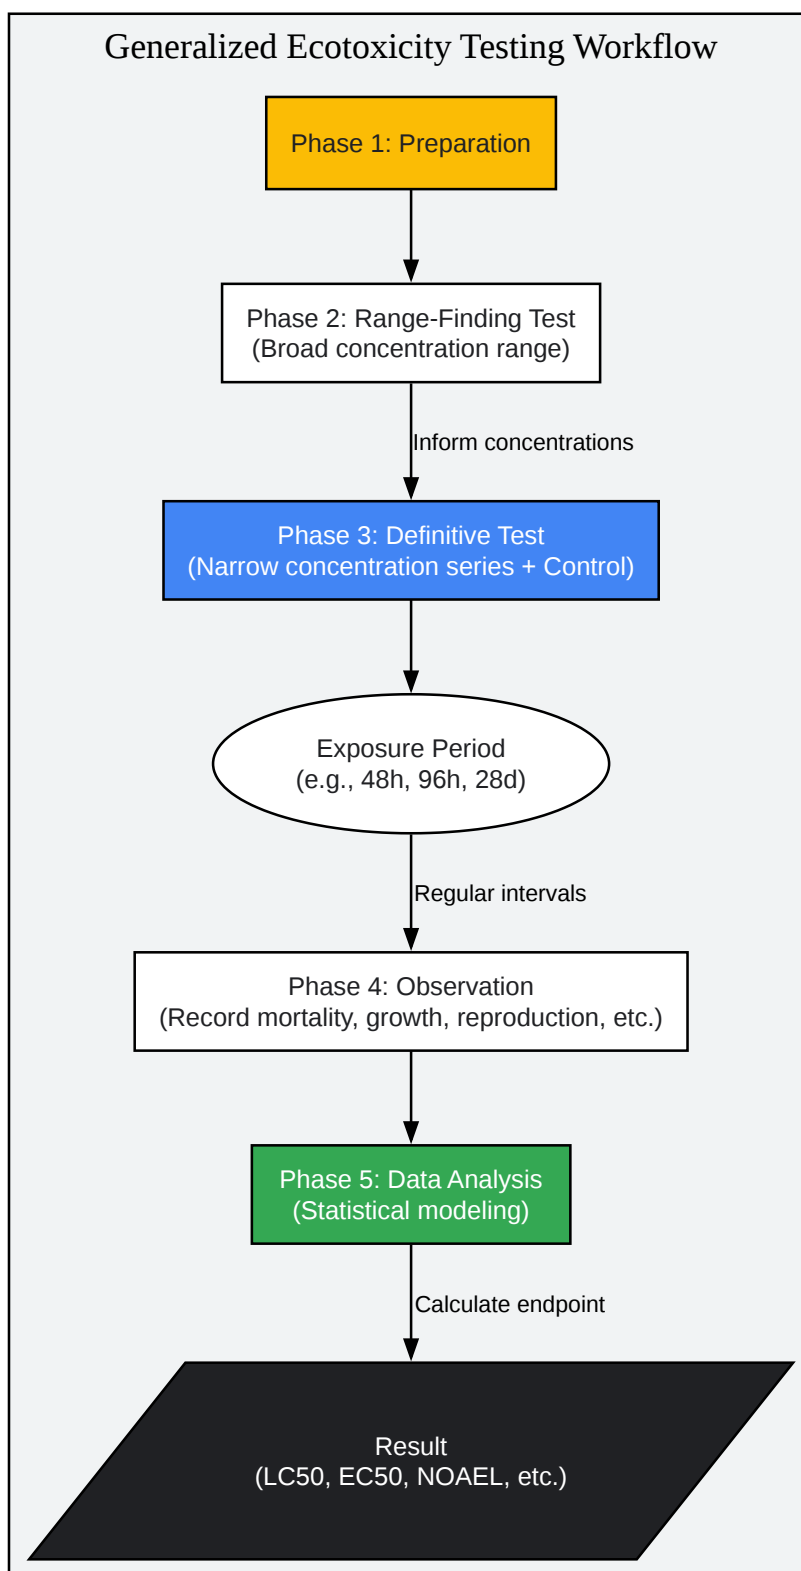 Generalized Ecotoxicity Testing Workflow
Phase 1: Preparation
Phase 2: Range-Finding Test
(Broad concentration range)
Inform concentrations
Phase 3: Definitive Test
(Narrow concentration series + Control)
Exposure Period
(e.g., 48h, 96h, 28d)
Regular intervals
Phase 4: Observation
(Record mortality, growth, reproduction, etc.)
Phase 5: Data Analysis
(Statistical modeling)
Calculate endpoint
Result
(LC50, EC50, NOAEL, etc.)